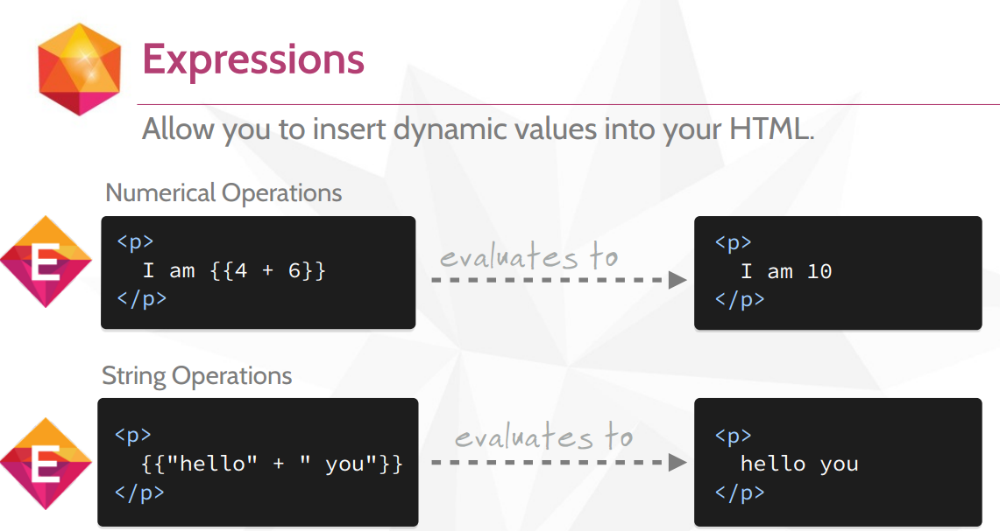 Expressions
Allow you to insert dynamic values into your HTML.
Numerical Operations
E
<p>
I am {{4 + 6}}
</p>
evaluates to
<p>
I am 10
</p>
String Operations
E
<p>
{{"hello" + " you"}}
</p>
evaluates to
<p>
hello you
</p>